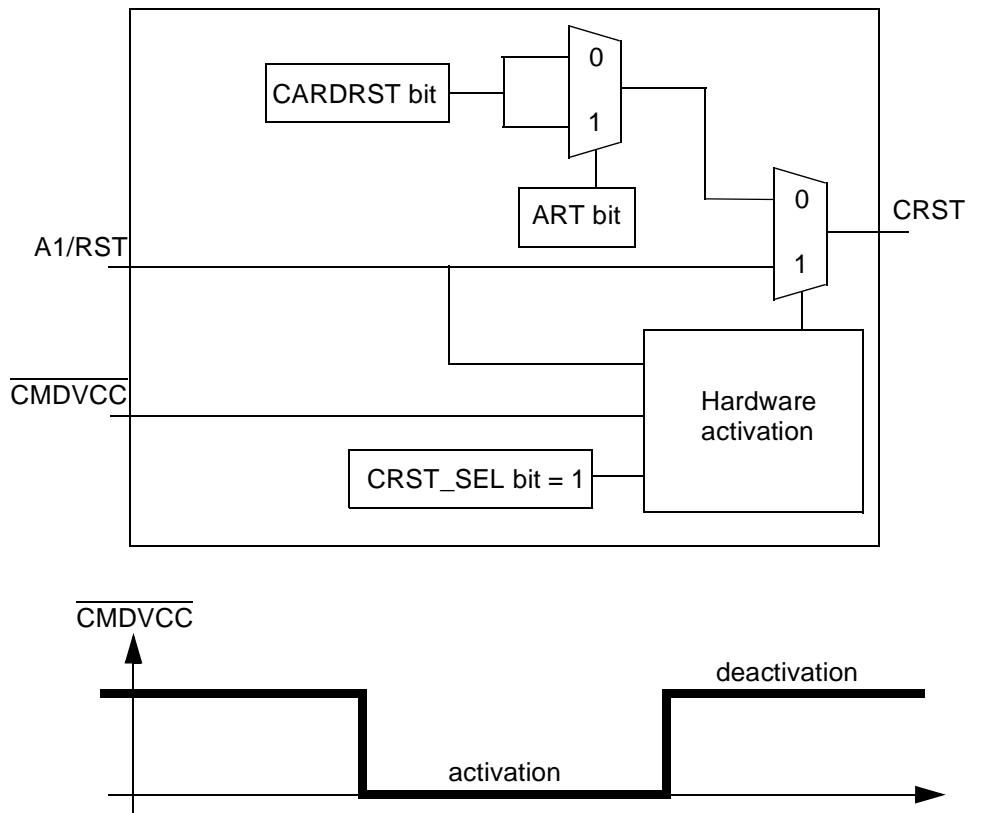 CARDRST bit
0
1
ART bit
0
1
CRST
A1/RST
CMDVCC
Hardware
activation
CRST_SEL bit = 1
CMDVCC
deactivation
activation